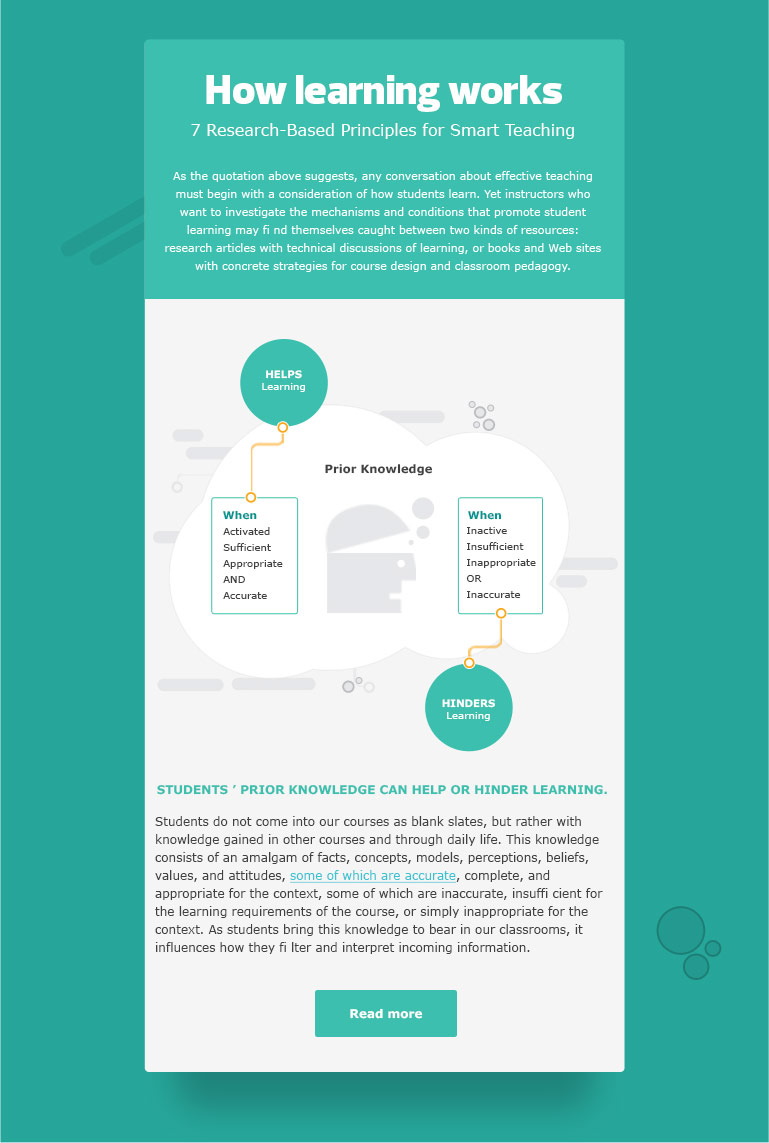 How learning works
7 Research-Based Principles for Smart Teaching
As the quotation above suggests, any conversation about effective teaching
must begin with a consideration of how students learn. Yet instructors who
want to investigate the mechanisms and conditions that promote student
learning may fi nd themselves caught between two kinds of resources:
research articles with technical discussions of learning, or books and Web sites
with concrete strategies for course design and classroom pedagogy.
HELPS
Learning
Prior Knowledge
When
Activated
Sufficient
Appropriate
AND
Accurate
When
Inactive
Insufficient
Inappropriate
OR
Inaccurate
HINDERS
Learning
STUDENTS ’ PRIOR KNOWLEDGE CAN HELP OR HINDER LEARNING.
Students do not come into our courses as blank slates, but rather with
knowledge gained in other courses and through daily life. This knowledge
consists of an amalgam of facts, concepts, models, perceptions, beliefs,
values, and attitudes, some of which are accurate, complete, and
appropriate for the context, some of which are inaccurate, insuffi cient for
the learning requirements of the course, or simply inappropriate for the
context. As students bring this knowledge to bear in our classrooms, it
influences how they fi lter and interpret incoming information.
Read more